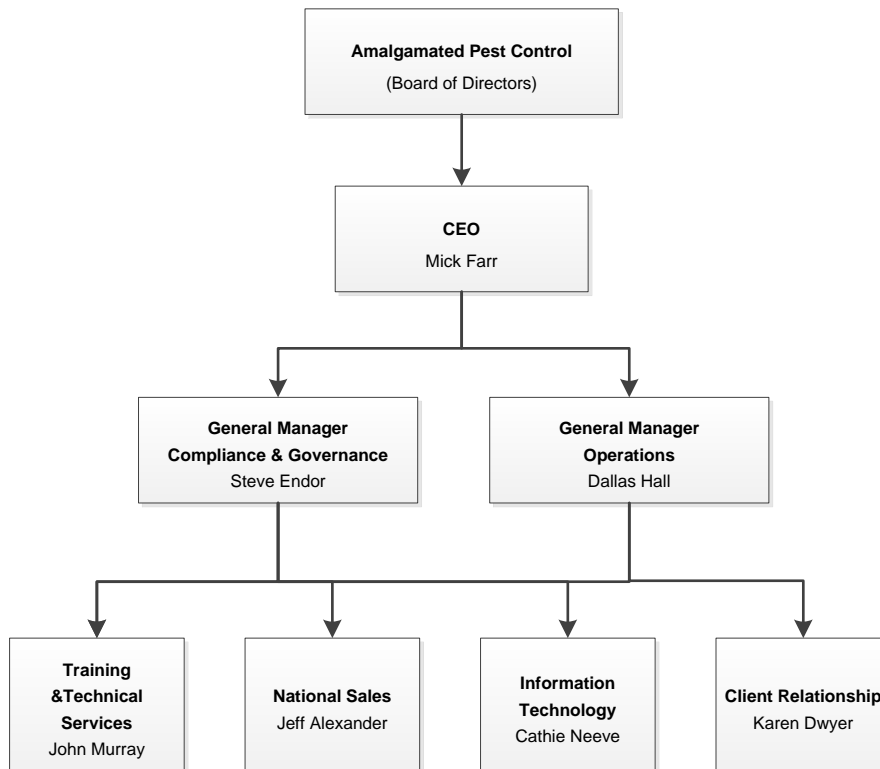 Amalgamated Pest Control
(Board of Directors)
CEO
Mick Farr
General Manager
Compliance & Governance
Steve Endor
General Manager
Operations
Dallas Hall
Training
&Technical
Services
John Murray
National Sales
Jeff Alexander
Information
Technology
Cathie Neeve
Client Relationship
Karen Dwyer